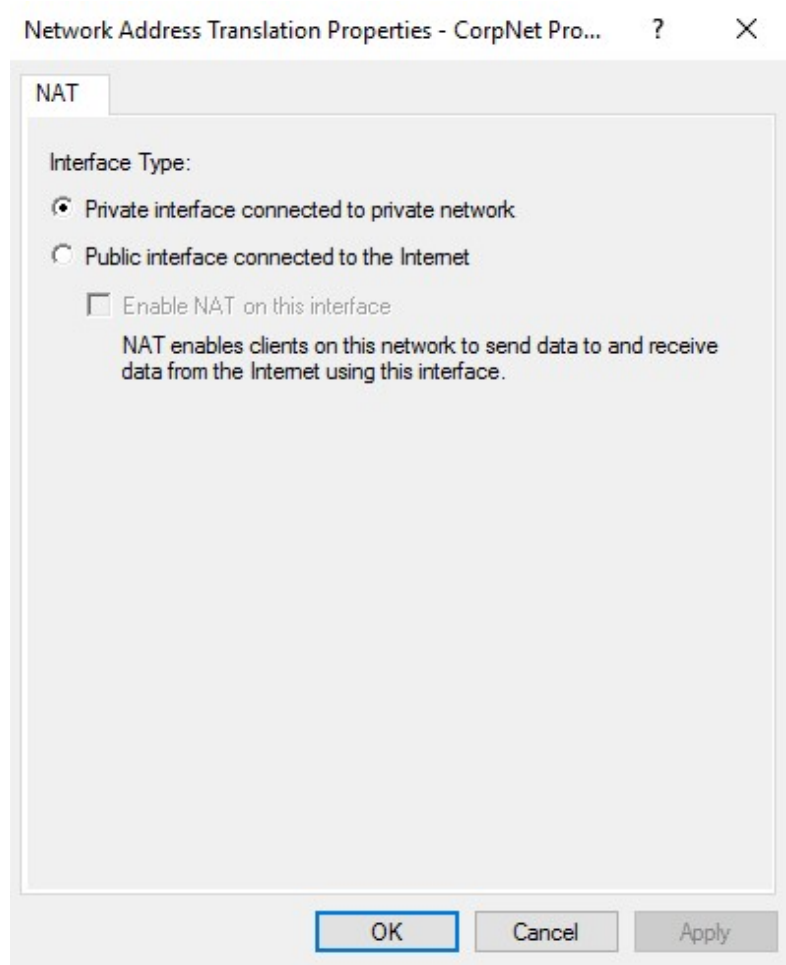 Network Address Translation Properties - CorpNet Pro... ? X
NAT
Interface Type:
Private interface connected to private network
Public interface connected to the Internet
Enable NAT on this interface
NAT enables clients on this network to send data to and receive
data from the Internet using this interface.
OK Cancel Apply